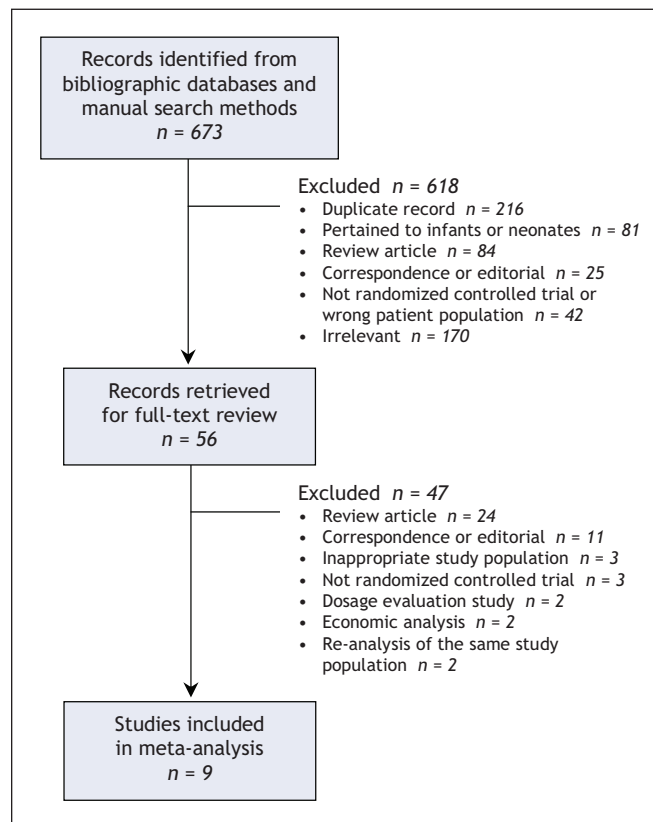 Records identified from
bibliographic databases and
manual search methods
n = 673
Excluded n = 618
• Duplicate record n = 216
• Pertained to infants or neonates n = 81
• Review article n = 84
• Correspondence or editorial n = 25
• Not randomized controlled trial or
wrong patient population n = 42
• Irrelevant n = 170
Records retrieved
for full-text review
n = 56
Excluded n = 47
• Review article n = 24
• Correspondence or editorial n = 11
• Inappropriate study population n = 3
• Not randomized controlled trial n = 3
• Dosage evaluation study n = 2
• Economic analysis n = 2
• Re-analysis of the same study
population n = 2
Studies included
in meta-analysis
n = 9